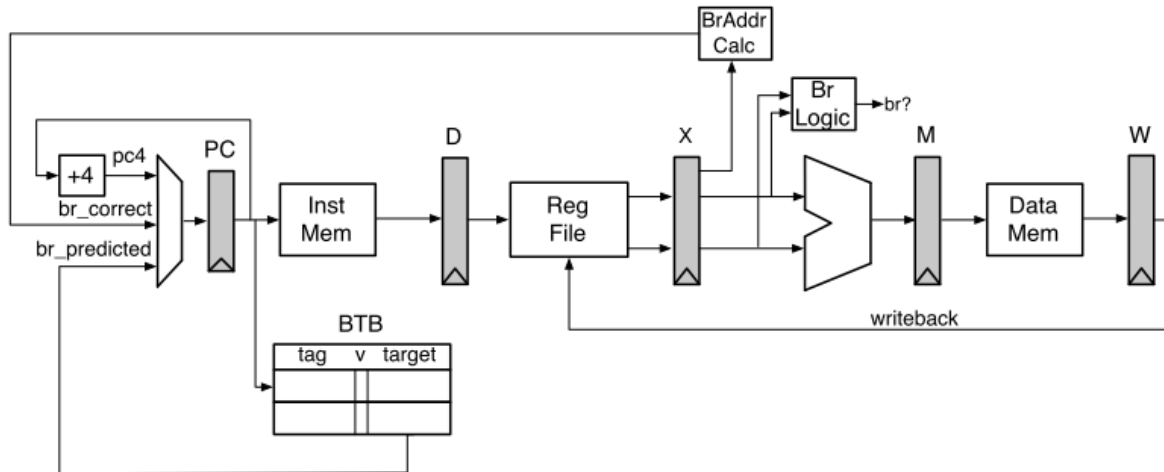 BrAddr
Calc
Br
Logic
br?
PC
D
X
M
W
+4
pc4
Inst
Mem
Reg
File
Data
Mem
br_correct
br_predicted
writeback
BTB
tag v target